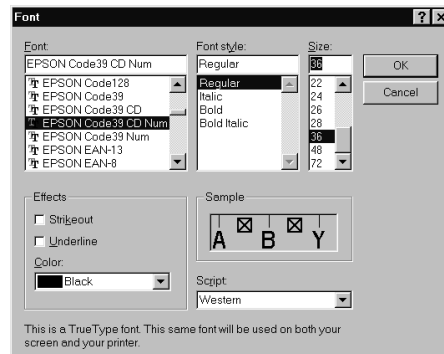 Font
Font: Font style: Size:
EPSON Code39 CD Num Regular 36 OK
EPSON Code128 Regular 22 Cancel
EPSON Code39 Italic 24
EPSON Code39 CD Bold 26
EPSON Code39 CD Num Bold Italic 28
EPSON Code39 Num 36
EPSON EAN-13 48
EPSON EAN-8 72
Effects Sample
Strikeout
Underline
A B Y
Color:
Black Script:
Western
This is a TrueType font. This same font will be used on both your
screen and your printer.